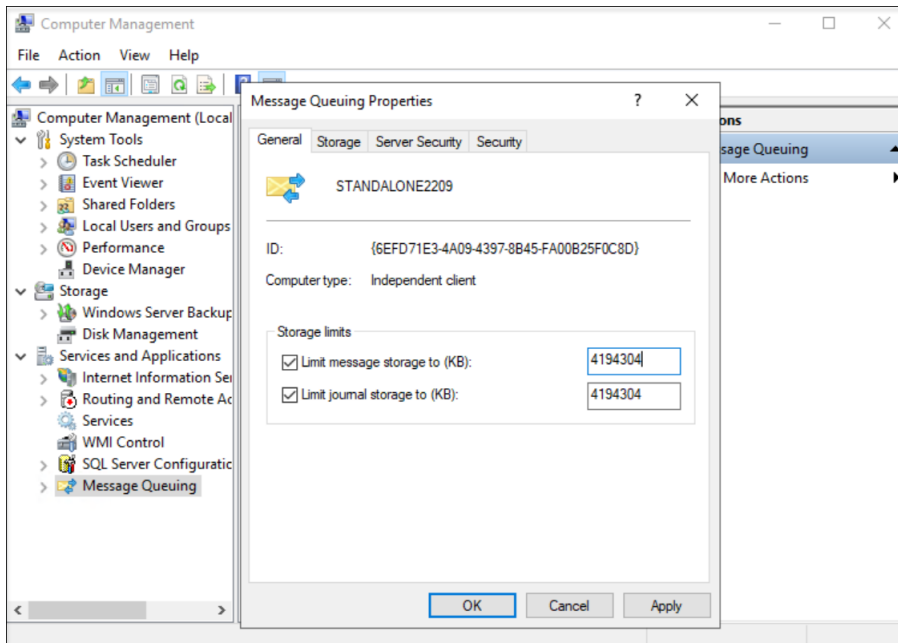 Computer Management
File Action View Help
Computer Management (Local
System Tools
Task Scheduler
Event Viewer
Shared Folders
Local Users and Groups
Performance
Device Manager
Storage
Windows Server Backup
Disk Management
Services and Applications
Internet Information Ser
Routing and Remote Ac
Services
WMI Control
SQL Server Configuratic
Message Queuing
Message Queuing Properties
?
General Storage Server Security Security
STANDALONE2209
ID: {6EFD71E3-4A09-4397-8B45-FA00B25F0C8D}
Computer type: Independent client
Storage limits
Limit message storage to (KB): 4194304
Limit journal storage to (KB): 4194304
OK Cancel Apply
ons
sage Queuing
More Actions